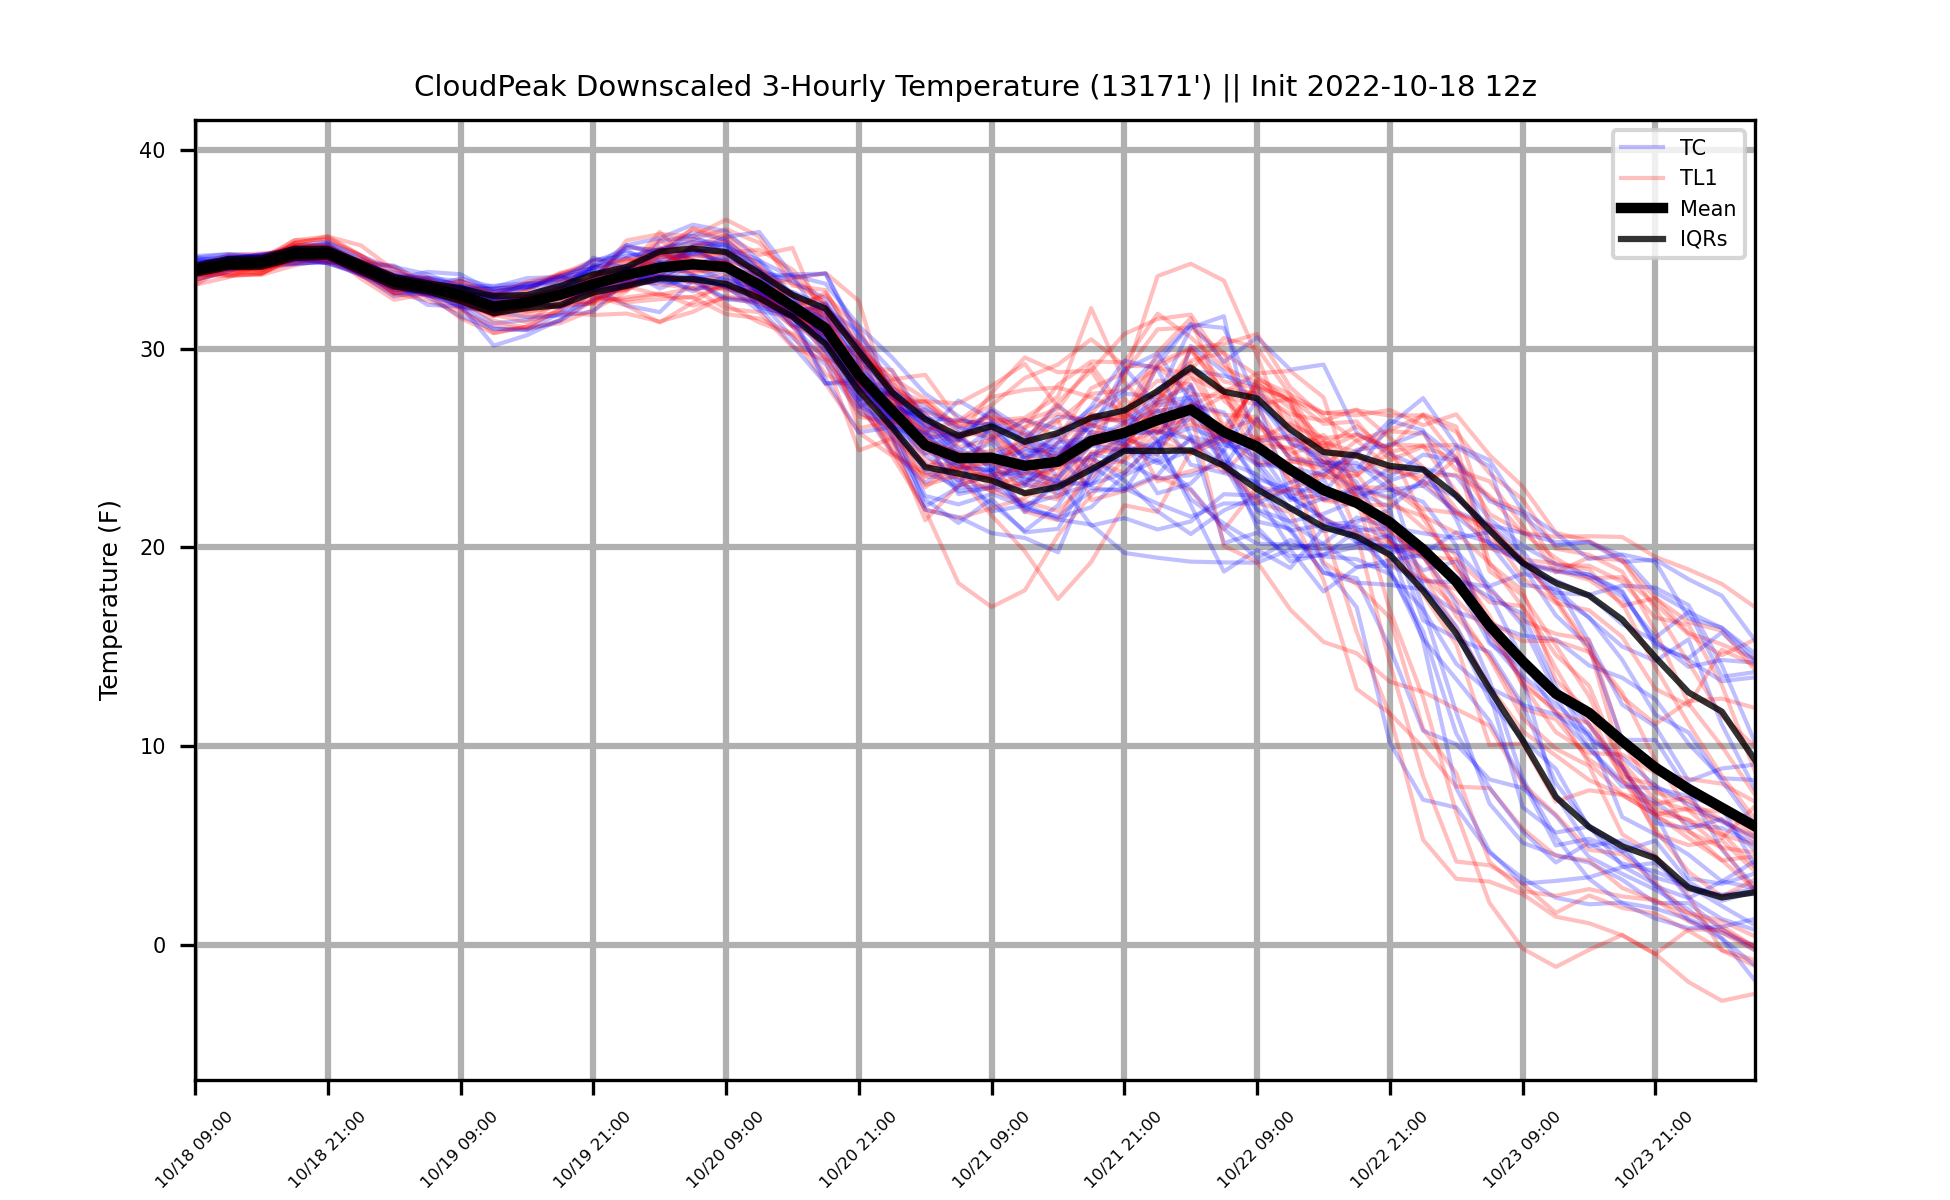 CloudPeak Downscaled 3-Hourly Temperature (13171') || Init 2022-10-18 12z
TC
TL1
Mean
IQRs
Temperature (F)
40
30
20
10
0
10/18 09:00
10/18 21:00
10/19 09:00
10/19 21:00
10/20 09:00
10/20 21:00
10/21 09:00
10/21 21:00
10/22 09:00
10/22 21:00
10/23 09:00
10/23 21:00